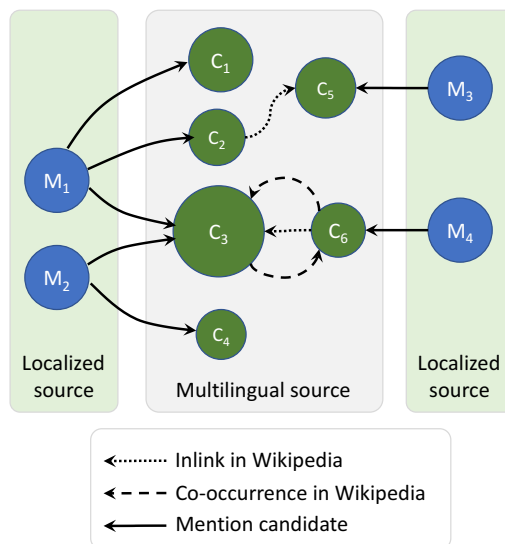 C1
C5
M3
C2
M1
C3
C6
M4
M2
C4
Localized
source
Multilingual source
Localized
source
Inlink in Wikipedia
Co-occurrence in Wikipedia
Mention candidate